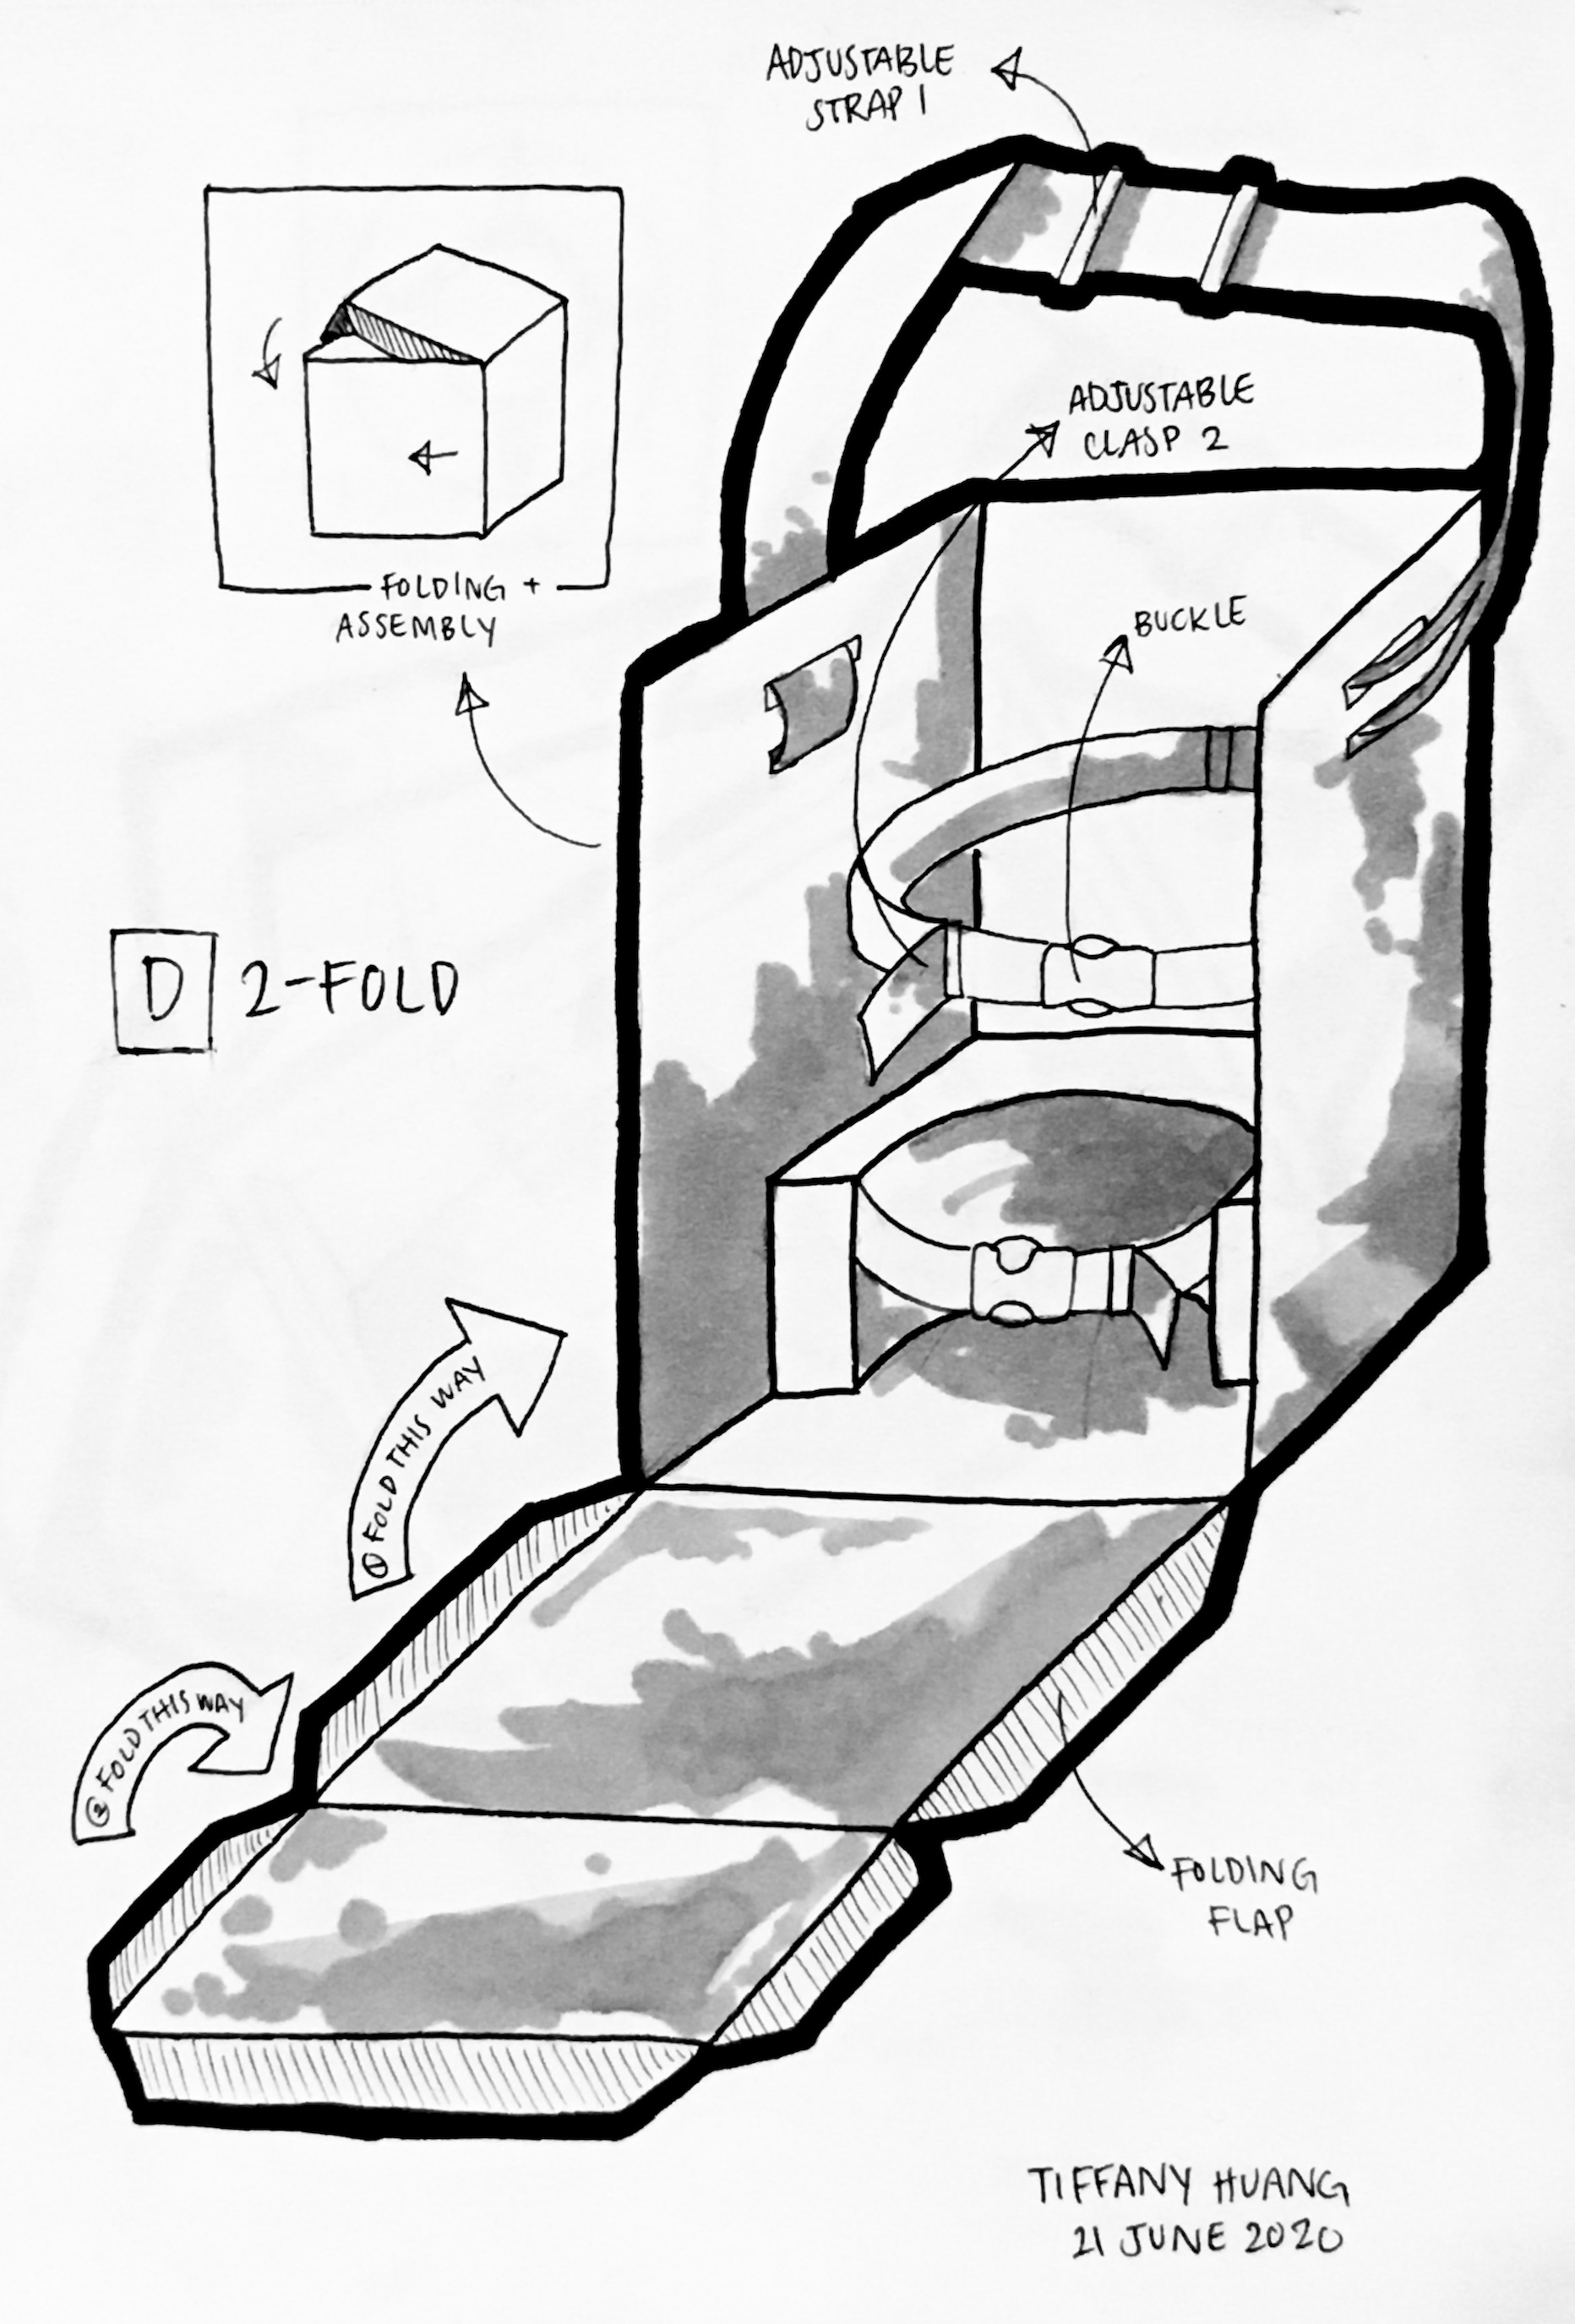 ADJUSTABLE
STRAP 1
ADJUSTABLE
CLASP 2
FOLDING +
ASSEMBLY
BUCKLE
D 2-FOLD
① FOLD THIS WAY
② FOLD THIS WAY
FOLDING
FLAP
TIFFANY HUANG
21 JUNE 2020